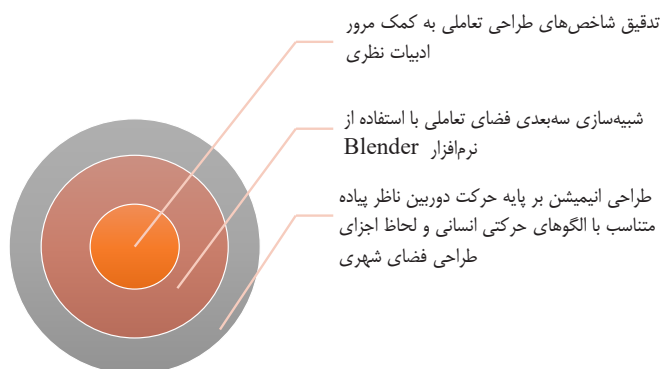 تدقیق شاخص‌های طراحی تعاملی به کمک مرور
ادبیات نظری
شبیه‌سازی سه‌بعدی فضای تعاملی با استفاده از
نرم‌افزار Blender
طراحی انیمیشن بر پایه حرکت دوربین ناظر پیاده
متناسب با الگوهای حرکتی انسانی و لحاظ اجزای
طراحی فضای شهری